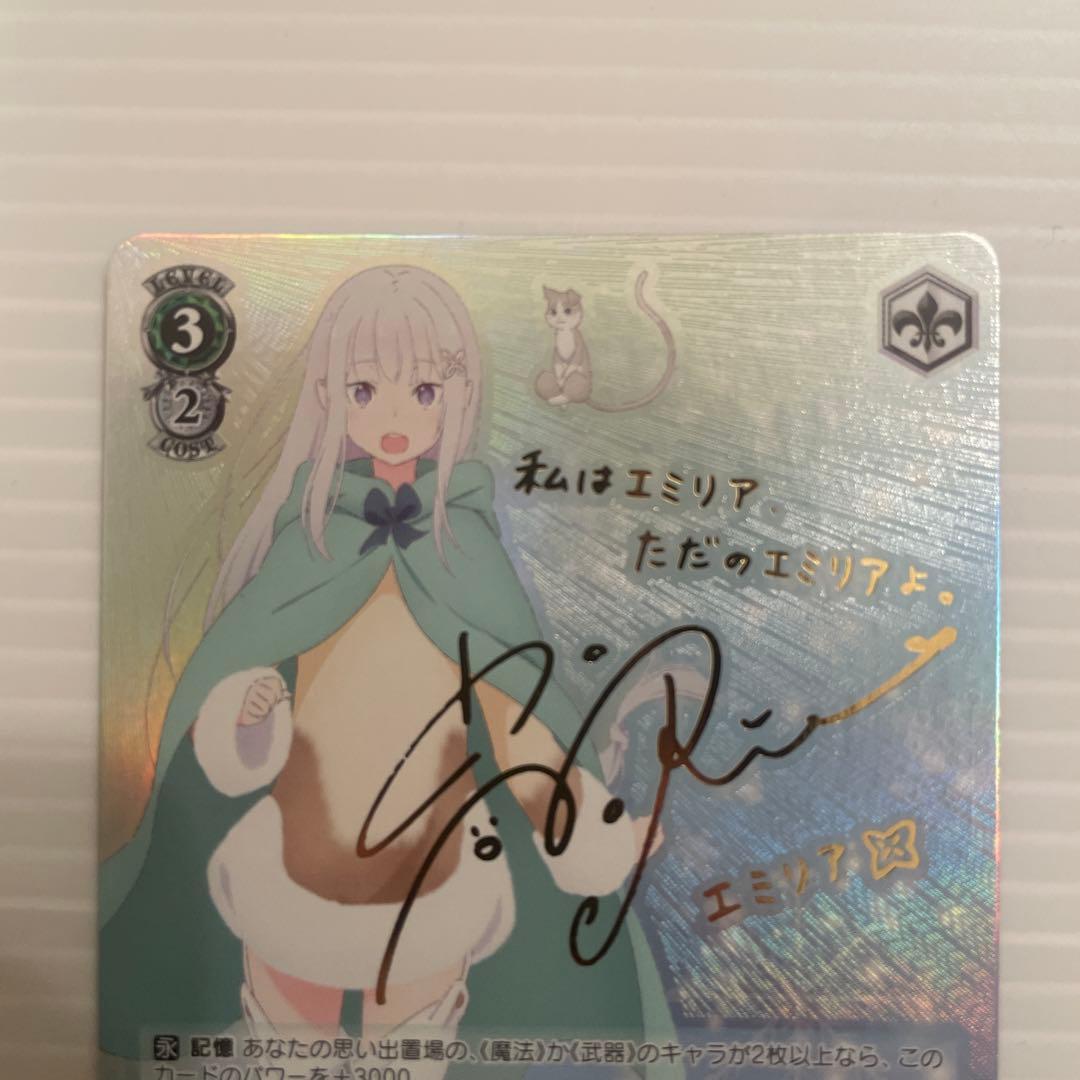 LEVEL
3
2
COST
私はエミリア。
ただのエミリアよ。
エミリア
永 記憶 あなたの思い出置場の、《魔法》か《武器》のキャラが2枚以上なら、この
カードのパワーを+3000